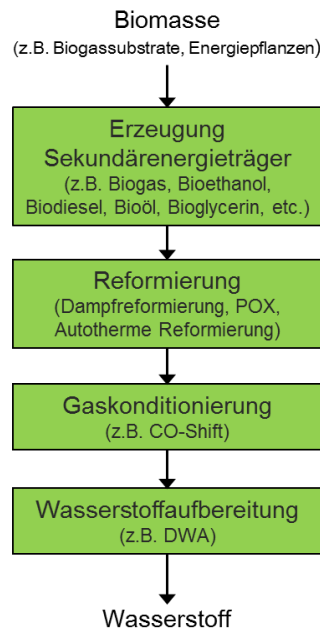 Biomasse
(z.B. Biogassubstrate, Energiepflanzen)
Erzeugung
Sekundärenergieträger
(z.B. Biogas, Bioethanol,
Biodiesel, Bioöl, Bioglycerin, etc.)
Reformierung
(Dampfreformierung, POX,
Autotherme Reformierung)
Gaskonditionierung
(z.B. CO-Shift)
Wasserstoffaufbereitung
(z.B. DWA)
Wasserstoff